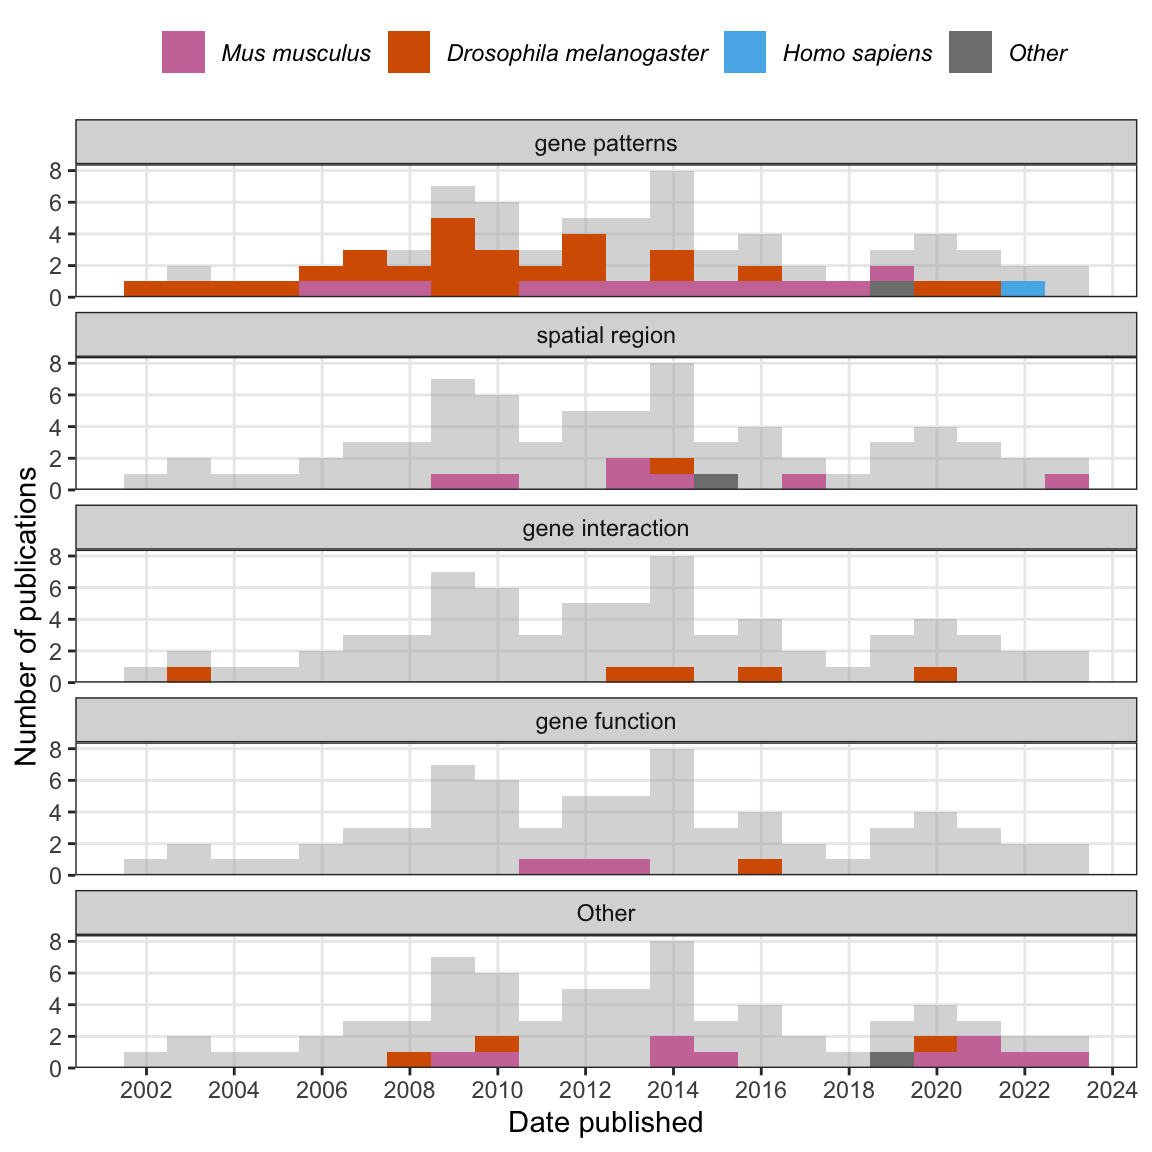 Mus musculus Drosophila melanogaster Homo sapiens Other
gene patterns
8
6
4
2
0
spatial region
8
6
4
2
0
gene interaction
8
6
4
2
0
gene function
8
6
4
2
0
Other
8
6
4
2
0
Number of publications
2002 2004 2006 2008 2010 2012 2014 2016 2018 2020 2022 2024
Date published